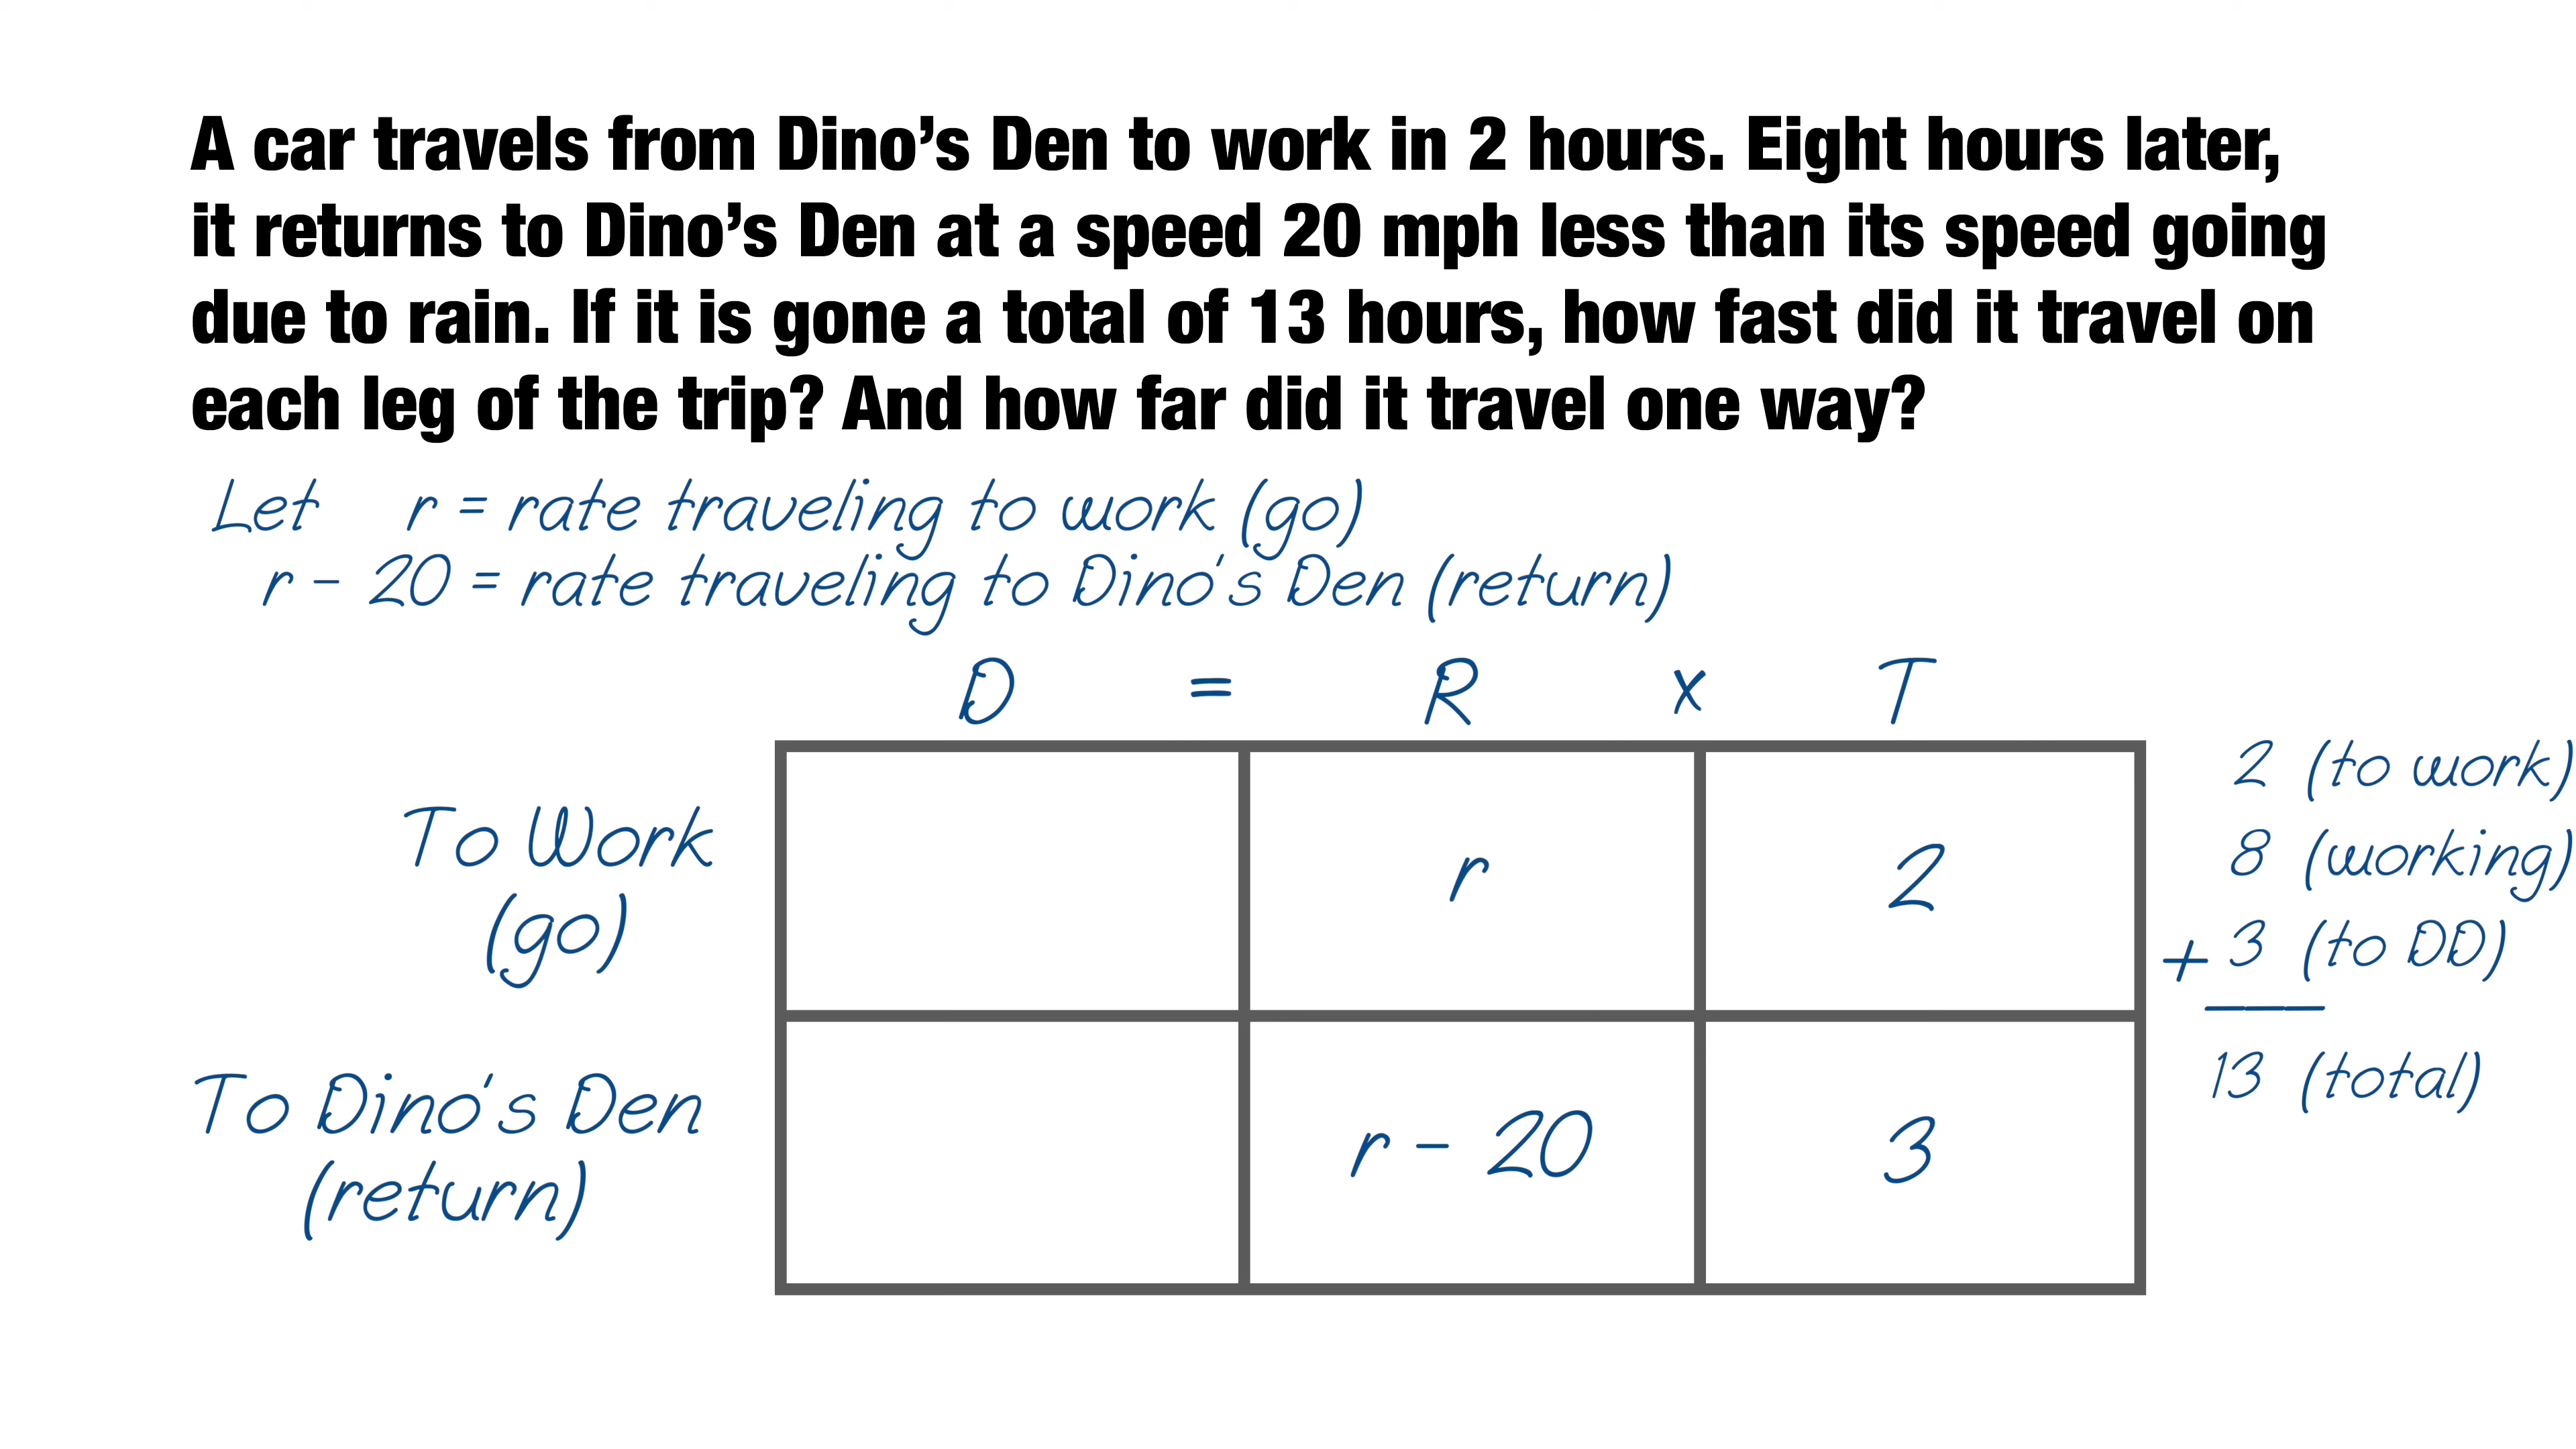 A car travels from Dino’s Den to work in 2 hours. Eight hours later,
it returns to Dino’s Den at a speed 20 mph less than its speed going
due to rain. If it is gone a total of 13 hours, how fast did it travel on
each leg of the trip? And how far did it travel one way?
Let r = rate traveling to work (go)
r - 20 = rate traveling to Dino's Den (return)
D = R x T
To Work
(go)
r
2
To Dino's Den
(return)
r - 20
3
2 (to work)
8 (working)
+ 3 (to DD)
13 (total)